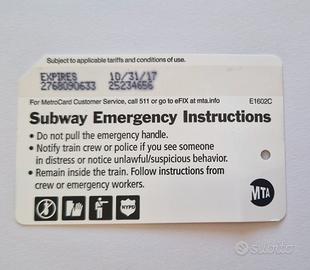 Subject to applicable tariffs and conditions of use.
EXPIRES 10/31/17
2768090633 25234656
For MetroCard Customer Service, call 511 or go to eFIX at mta.info E1602C
Subway Emergency Instructions
• Do not pull the emergency handle.
• Notify train crew or police if you see someone
in distress or notice unlawful/suspicious behavior.
• Remain inside the train. Follow instructions from
crew or emergency workers.
NYPD
MTA
subito